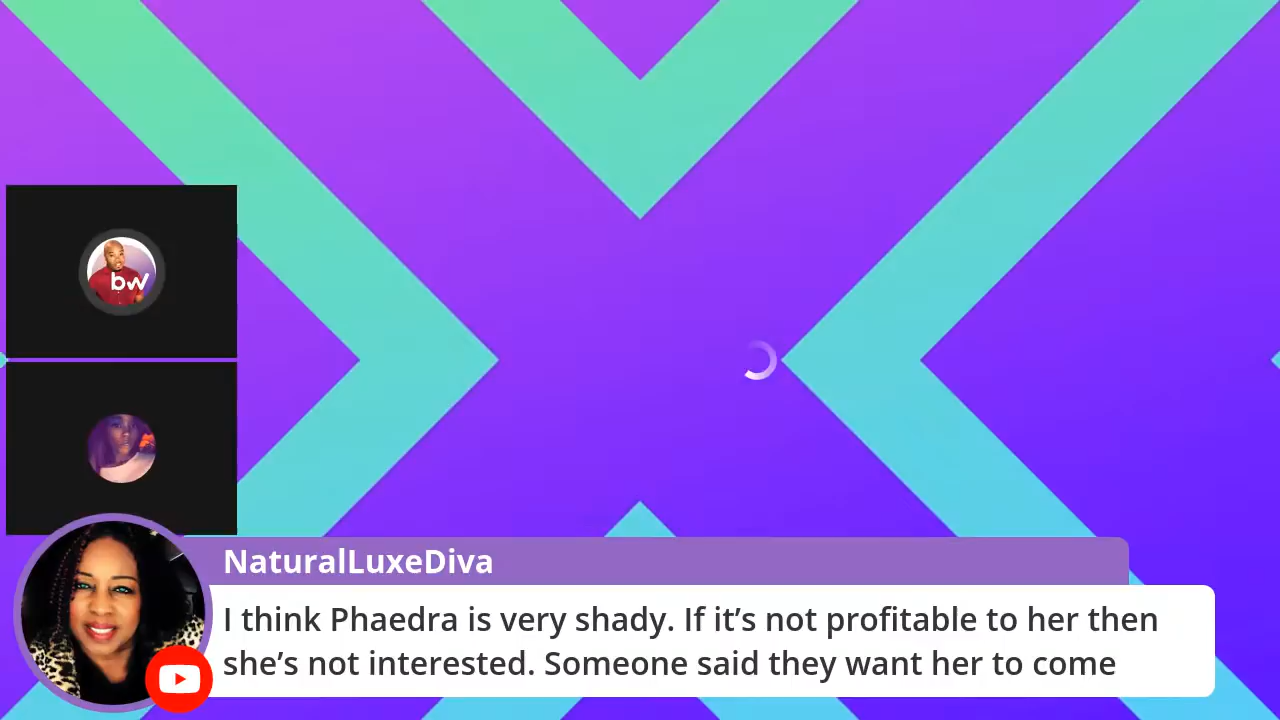 bw
NaturalLuxeDiva
I think Phaedra is very shady. If it’s not profitable to her then
she’s not interested. Someone said they want her to come